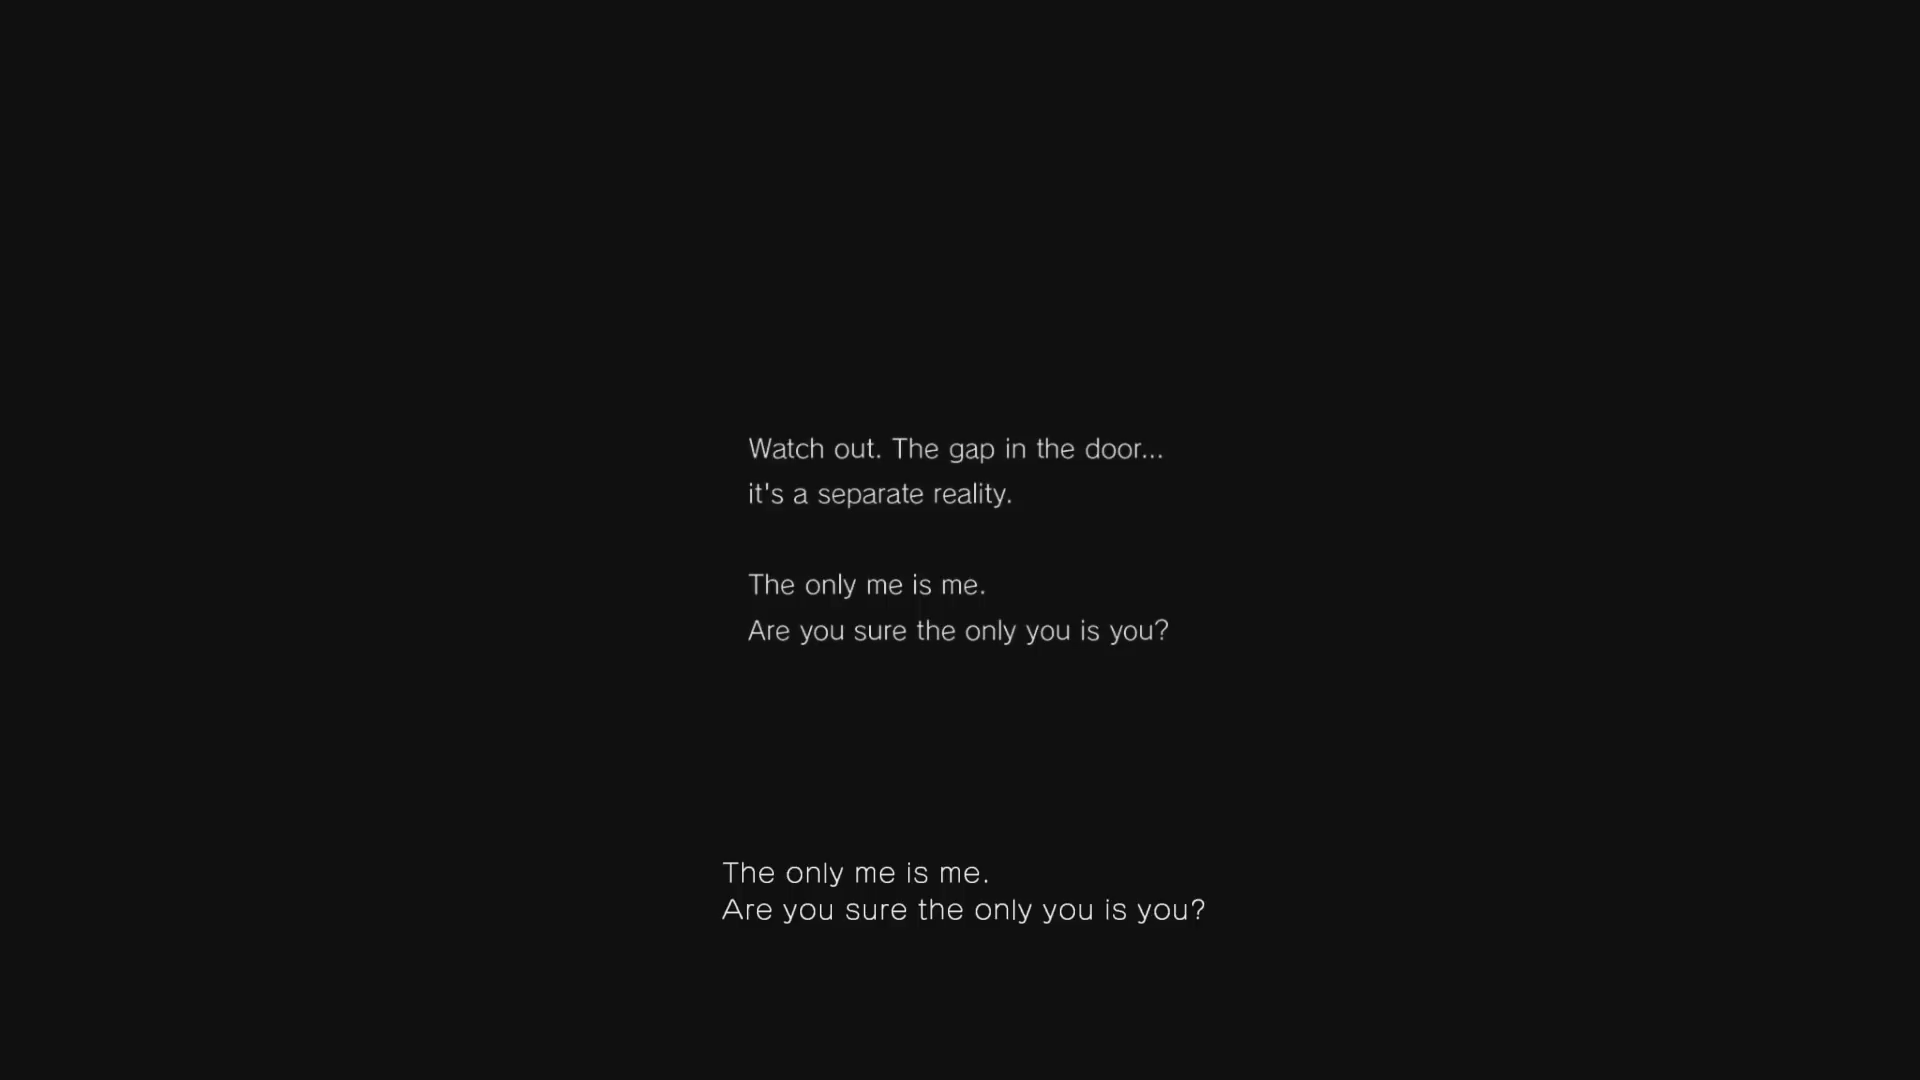 Watch out. The gap in the door...
it's a separate reality.
The only me is me.
Are you sure the only you is you?
The only me is me.
Are you sure the only you is you?